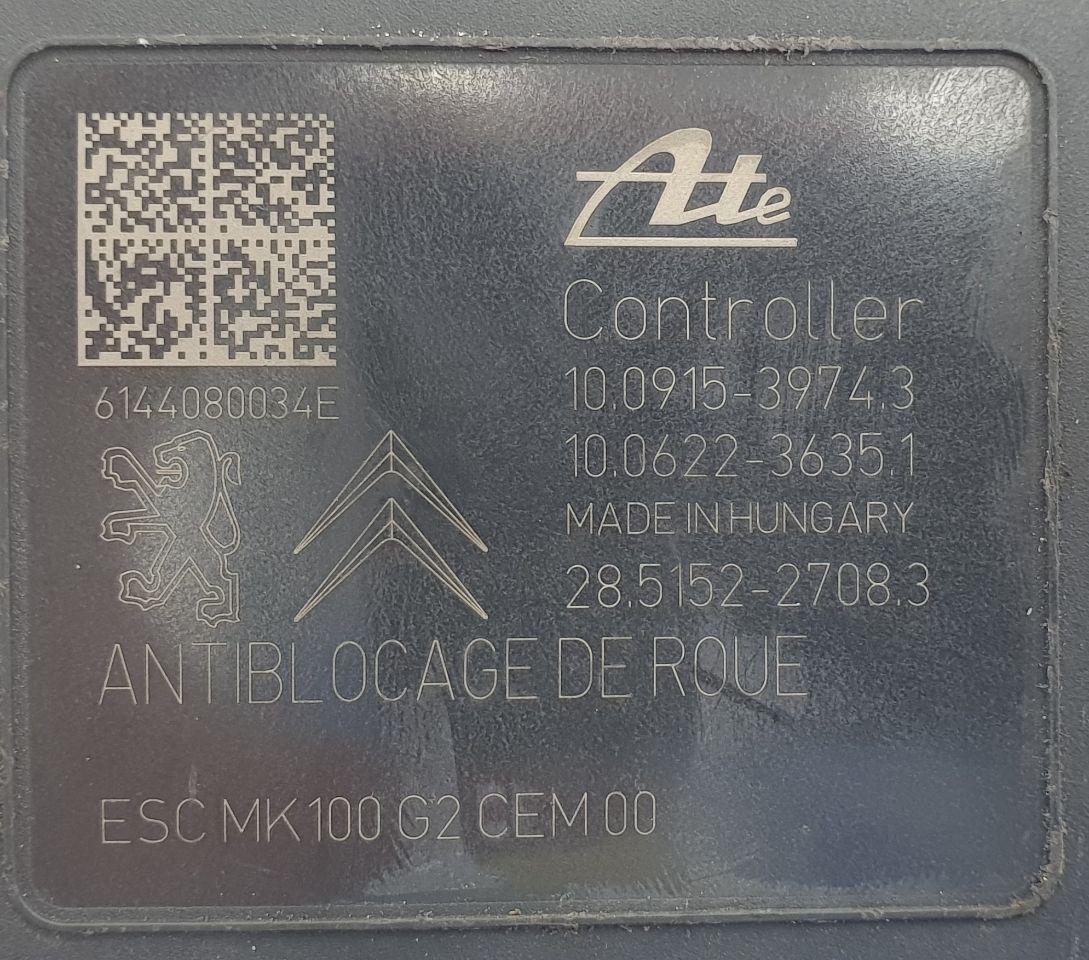 Ate
Controller
10.0915-3974.3
10.0622-3635.1
MADE IN HUNGARY
28.5152-2708.3
6144080034E
ANTIBLOCAGE DE ROUE
ESC MK100 G2 CEM 00